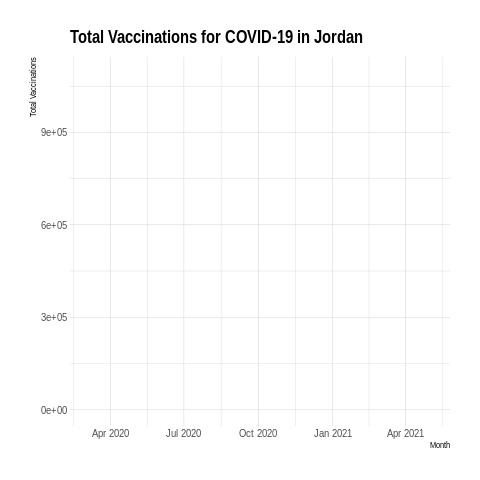 Total Vaccinations for COVID-19 in Jordan
Total Vaccinations
9e+05
6e+05
3e+05
0e+00
Apr 2020 Jul 2020 Oct 2020 Jan 2021 Apr 2021
Month